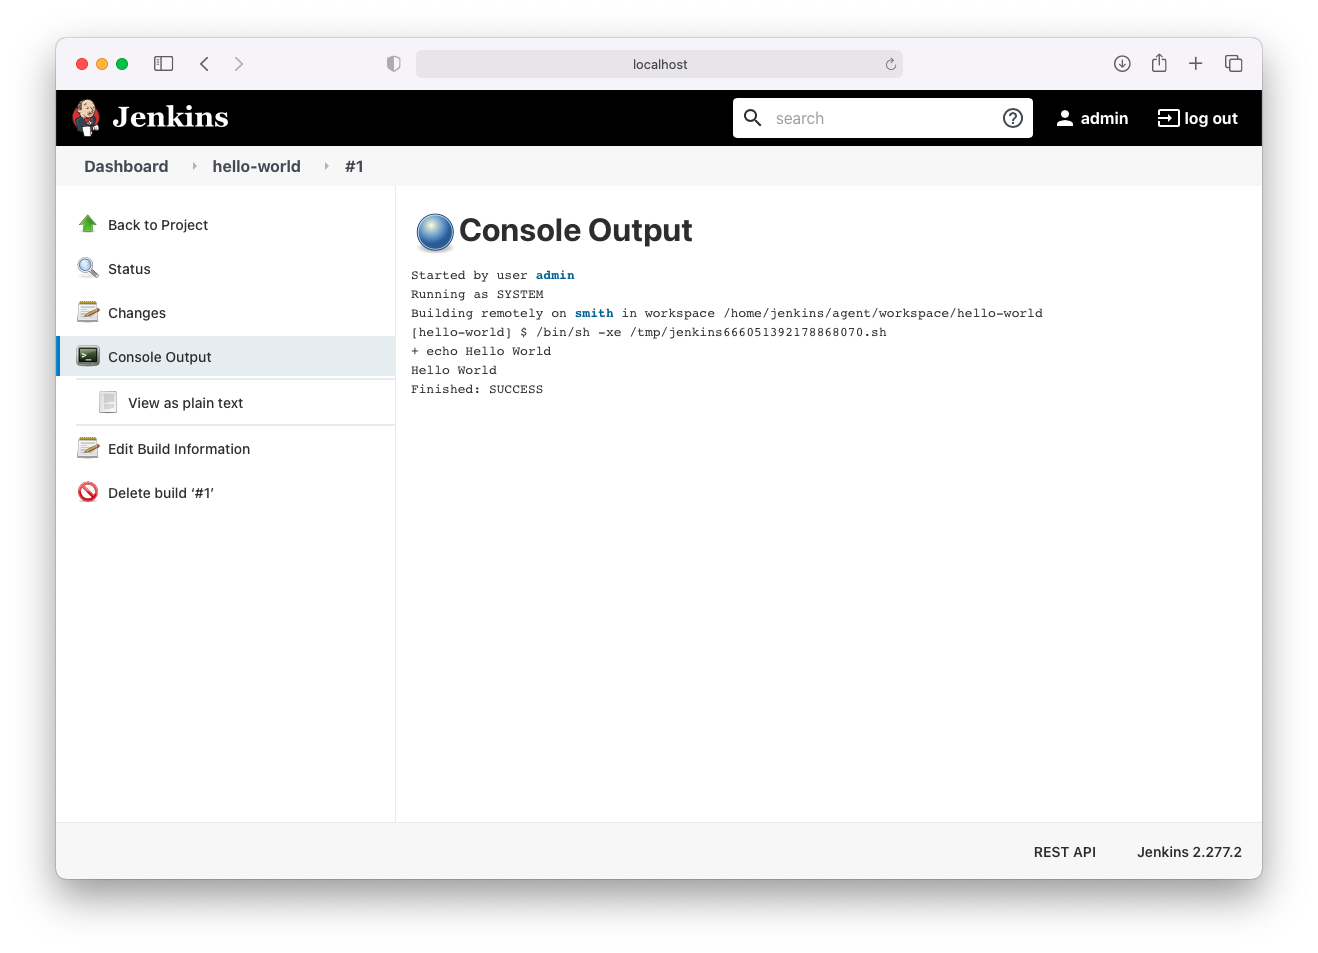 localhost
Jenkins
search
admin
log out
Dashboard
hello-world
#1
Back to Project
Status
Changes
Console Output
View as plain text
Edit Build Information
Delete build ‘#1’
Console Output
Started by user admin
Running as SYSTEM
Building remotely on smith in workspace /home/jenkins/agent/workspace/hello-world
[hello-world] $ /bin/sh -xe /tmp/jenkins666051392178868070.sh
+ echo Hello World
Hello World
Finished: SUCCESS
REST API
Jenkins 2.277.2